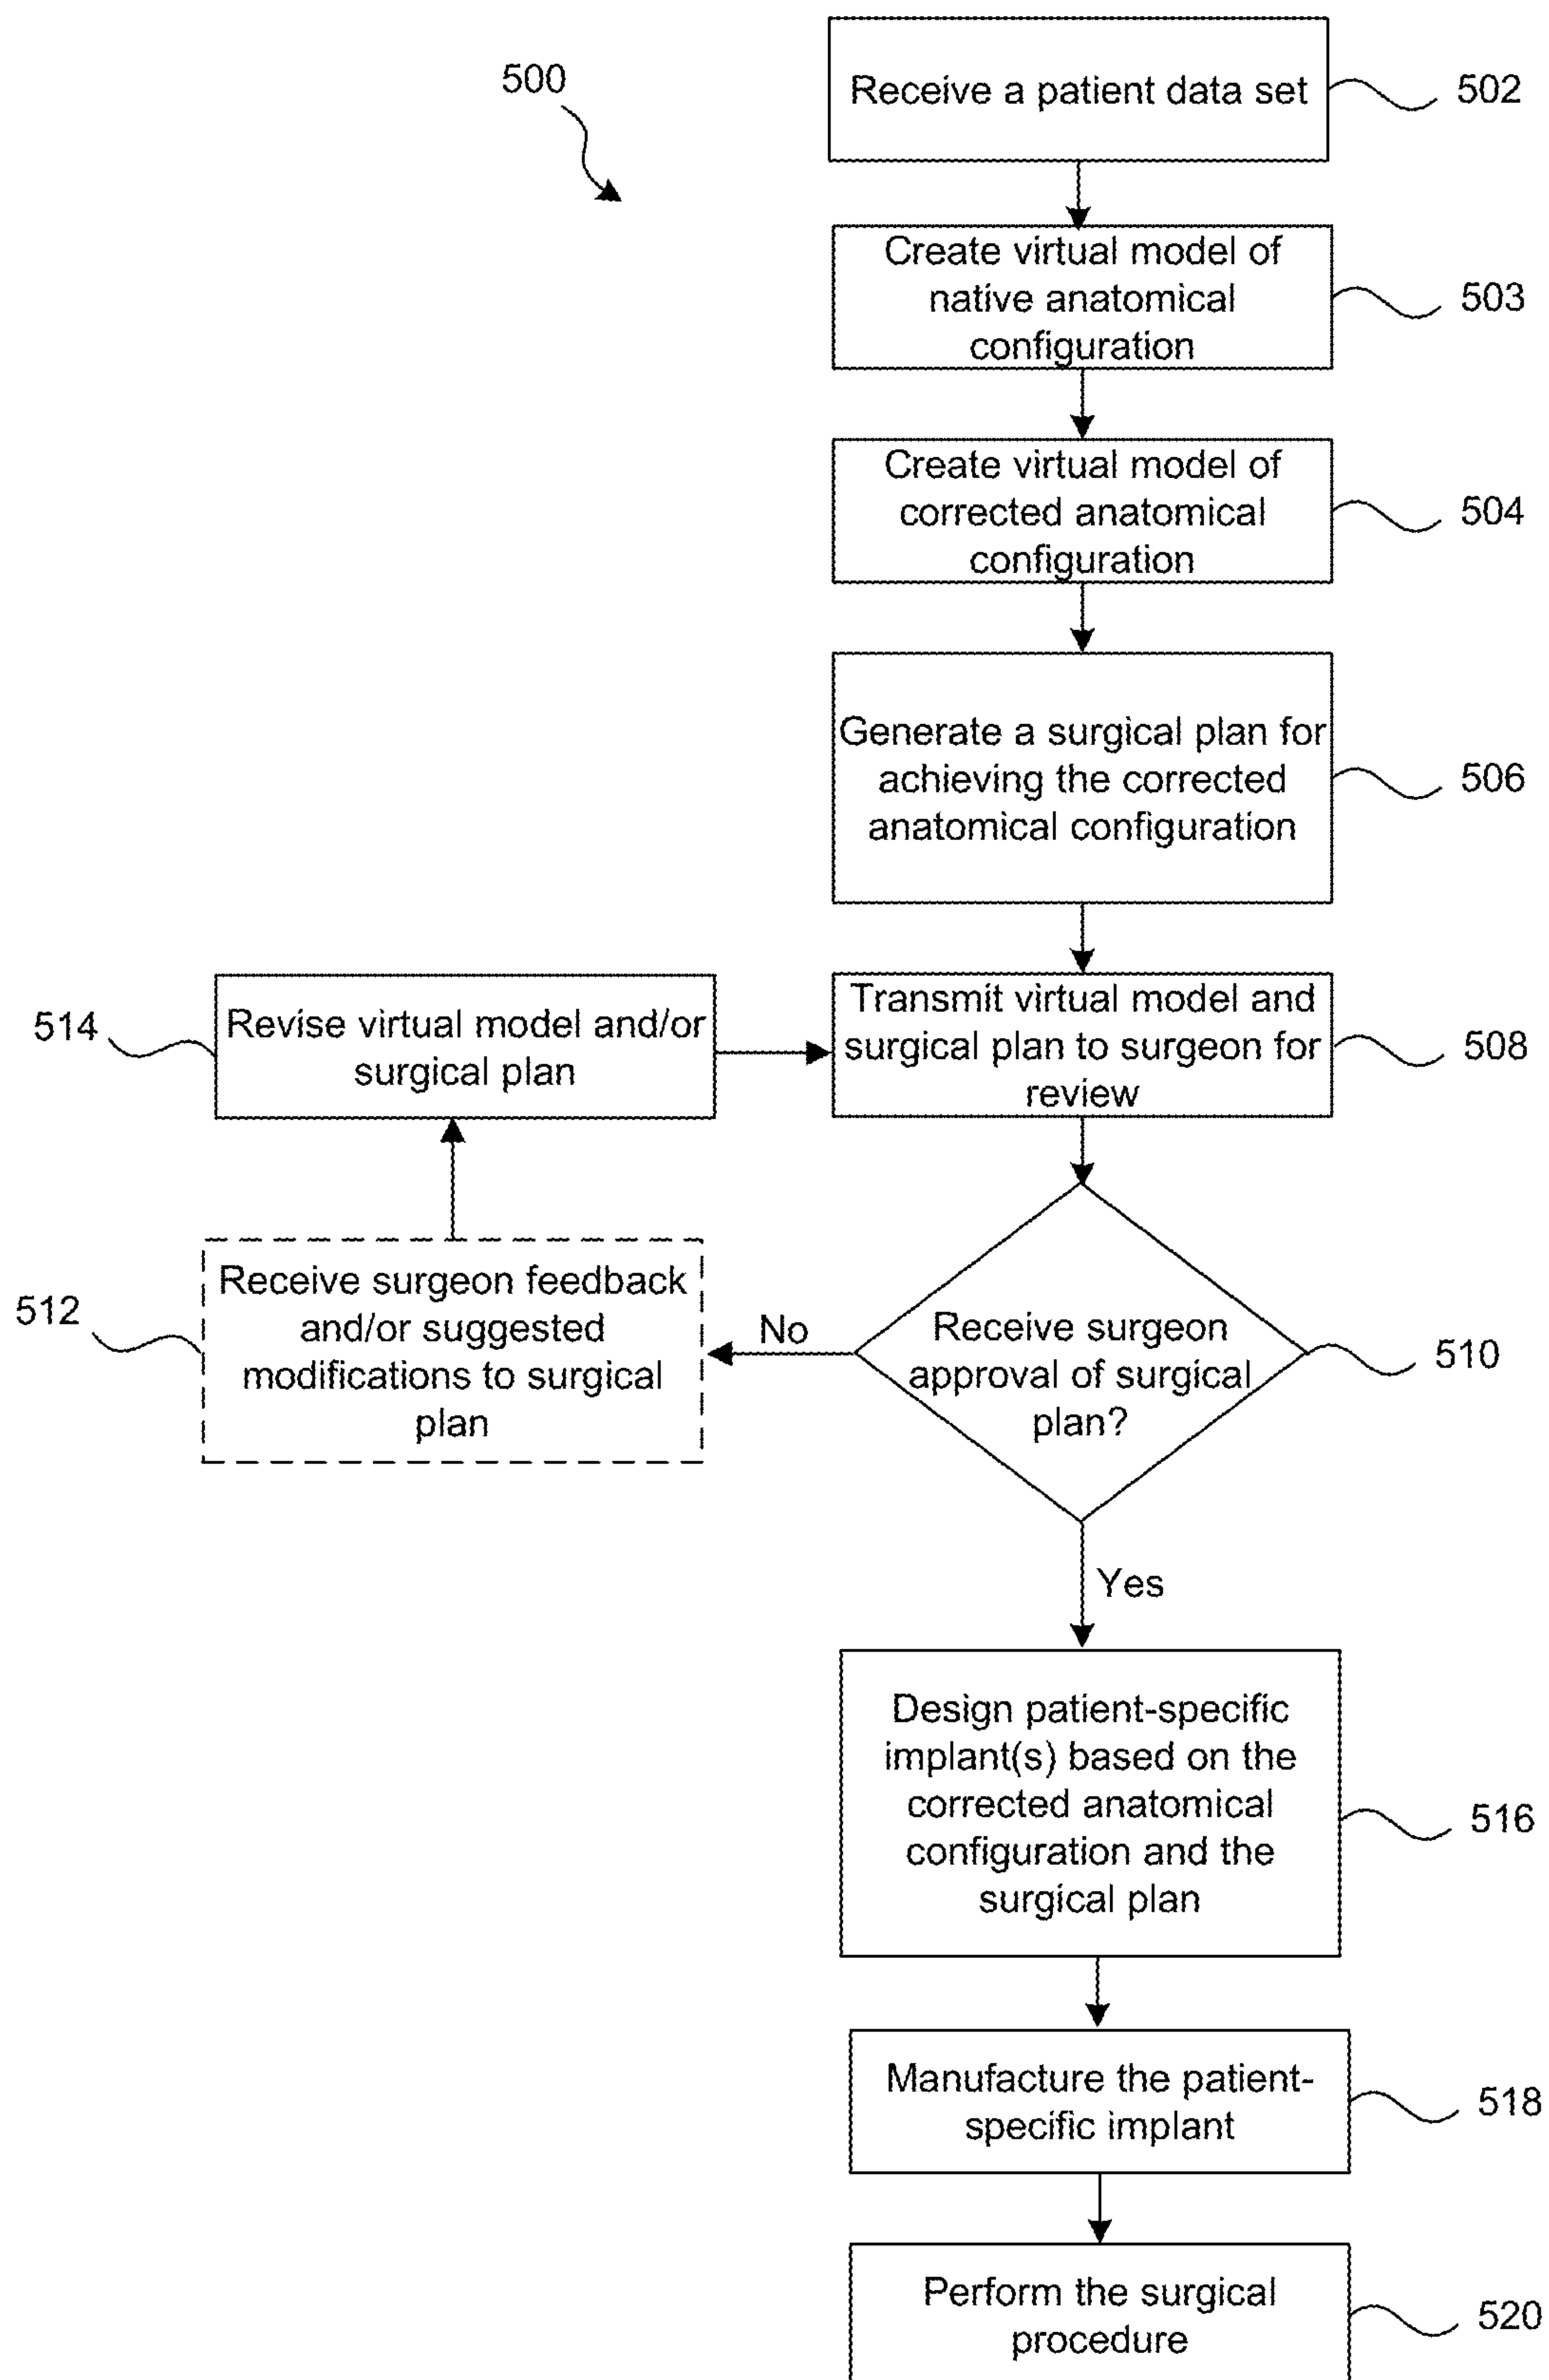 500
Receive a patient data set
502
Create virtual model of
native anatomical
configuration
503
Create virtual model of
corrected anatomical
configuration
504
Generate a surgical plan for
achieving the corrected
anatomical configuration
506
514
Revise virtual model and/or
surgical plan
Transmit virtual model and
surgical plan to surgeon for
review
508
512
Receive surgeon feedback
and/or suggested
modifications to surgical
plan
No
Receive surgeon
approval of surgical
plan?
510
Yes
Design patient-specific
implant(s) based on the
corrected anatomical
configuration and the
surgical plan
516
Manufacture the patient-
specific implant
518
Perform the surgical
procedure
520